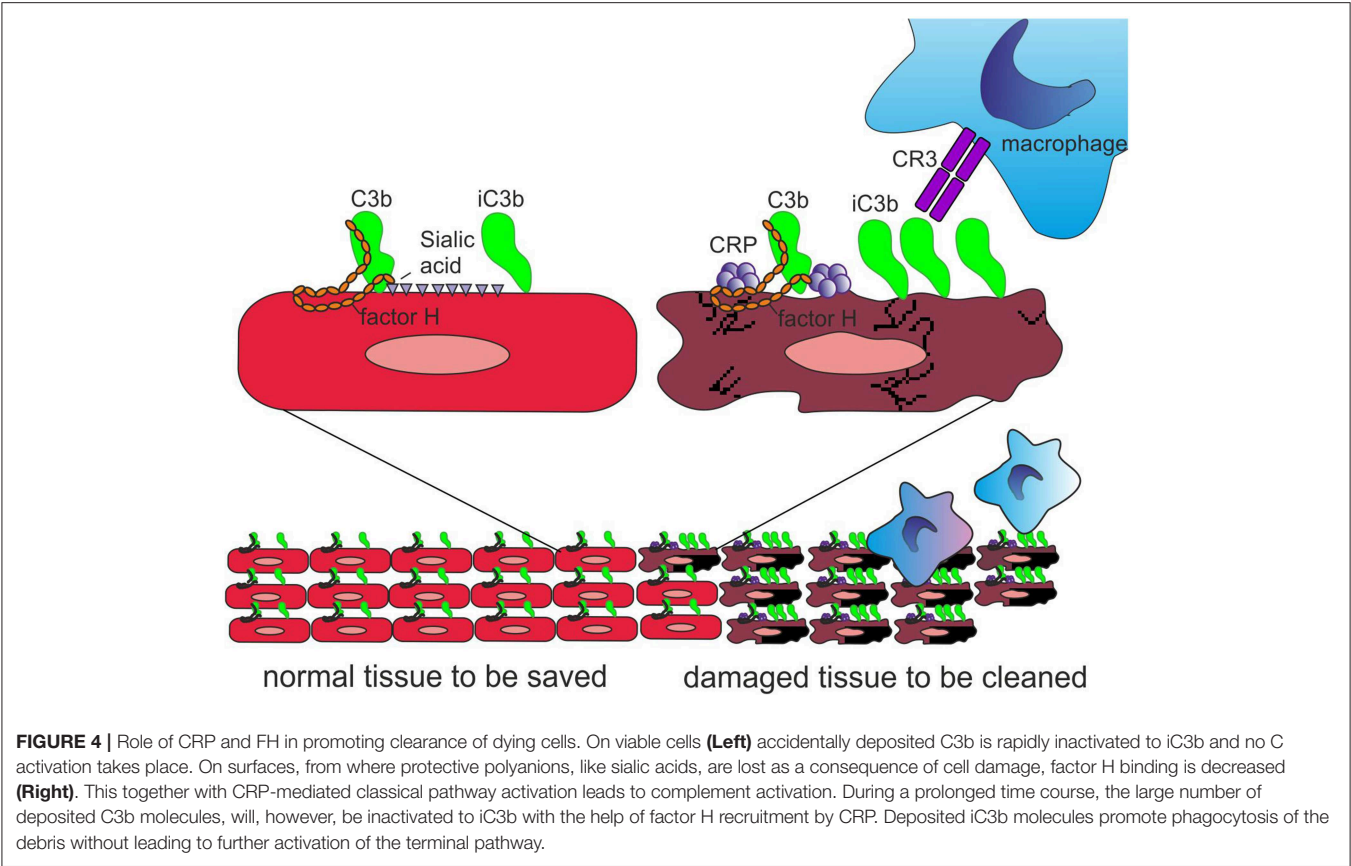 macrophage
CR3
C3b
iC3b
Sialic
acid
factor H
C3b
iC3b
CRP
factor H
normal tissue to be saved
damaged tissue to be cleaned
FIGURE 4 | Role of CRP and FH in promoting clearance of dying cells. On viable cells (Left) accidentally deposited C3b is rapidly inactivated to iC3b and no C
activation takes place. On surfaces, from where protective polyanions, like sialic acids, are lost as a consequence of cell damage, factor H binding is decreased
(Right). This together with CRP-mediated classical pathway activation leads to complement activation. During a prolonged time course, the large number of
deposited C3b molecules, will, however, be inactivated to iC3b with the help of factor H recruitment by CRP. Deposited iC3b molecules promote phagocytosis of the
debris without leading to further activation of the terminal pathway.